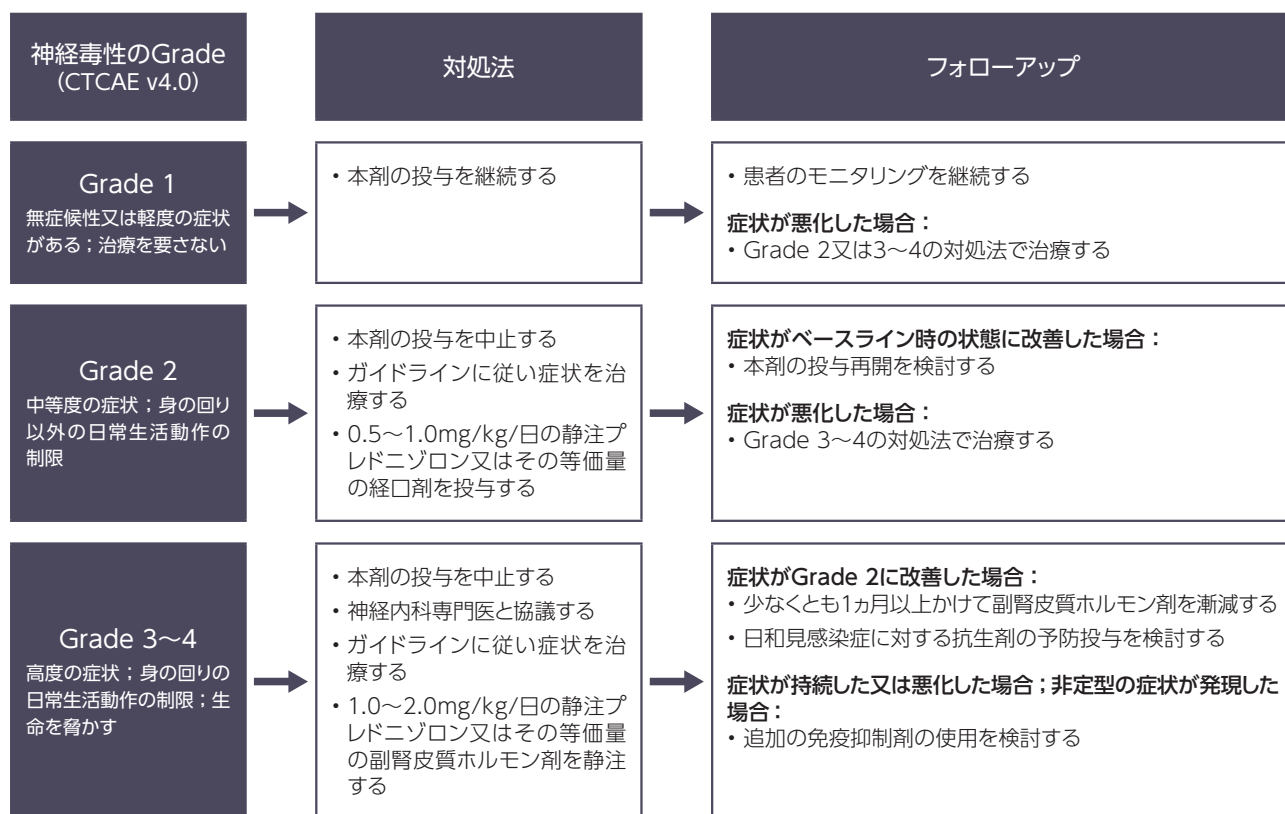 神経毒性のGrade
(CTCAE v4.0)
対処法
フォローアップ
Grade 1
無症候性又は軽度の症状
がある；治療を要さない
・本剤の投与を継続する
・患者のモニタリングを継続する
症状が悪化した場合：
・Grade 2又は3～4の対処法で治療する
Grade 2
中等度の症状；身の回り
以外の日常生活動作の
制限
・本剤の投与を中止する
・ガイドラインに従い症状を治
療する
・0.5～1.0mg/kg/日の静注プ
レドニゾロン又はその等価量
の経口剤を投与する
症状がベースライン時の状態に改善した場合：
・本剤の投与再開を検討する
症状が悪化した場合：
・Grade 3～4の対処法で治療する
Grade 3～4
高度の症状；身の回りの
日常生活動作の制限；生
命を脅かす
・本剤の投与を中止する
・神経内科専門医と協議する
・ガイドラインに従い症状を治
療する
・1.0～2.0mg/kg/日の静注プ
レドニゾロン又はその等価量
の副腎皮質ホルモン剤を静注
する
症状がGrade 2に改善した場合：
・少なくとも1ヵ月以上かけて副腎皮質ホルモン剤を漸減する
・日和見感染症に対する抗生剤の予防投与を検討する
症状が持続した又は悪化した場合；非定型の症状が発現した
場合：
・追加の免疫抑制剤の使用を検討する